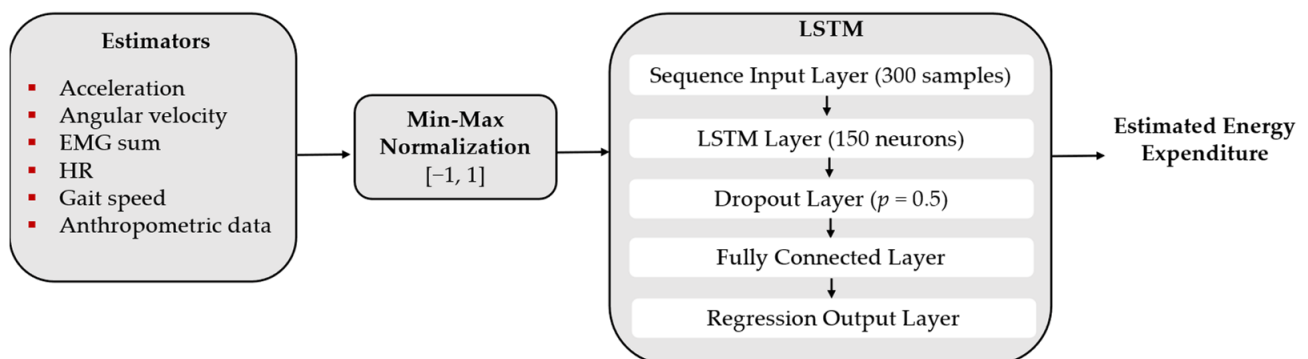 Estimators
Acceleration
Angular velocity
EMG sum
HR
Gait speed
Anthropometric data
Min-Max
Normalization
[−1, 1]
LSTM
Sequence Input Layer (300 samples)
LSTM Layer (150 neurons)
Dropout Layer (p = 0.5)
Fully Connected Layer
Regression Output Layer
Estimated Energy
Expenditure